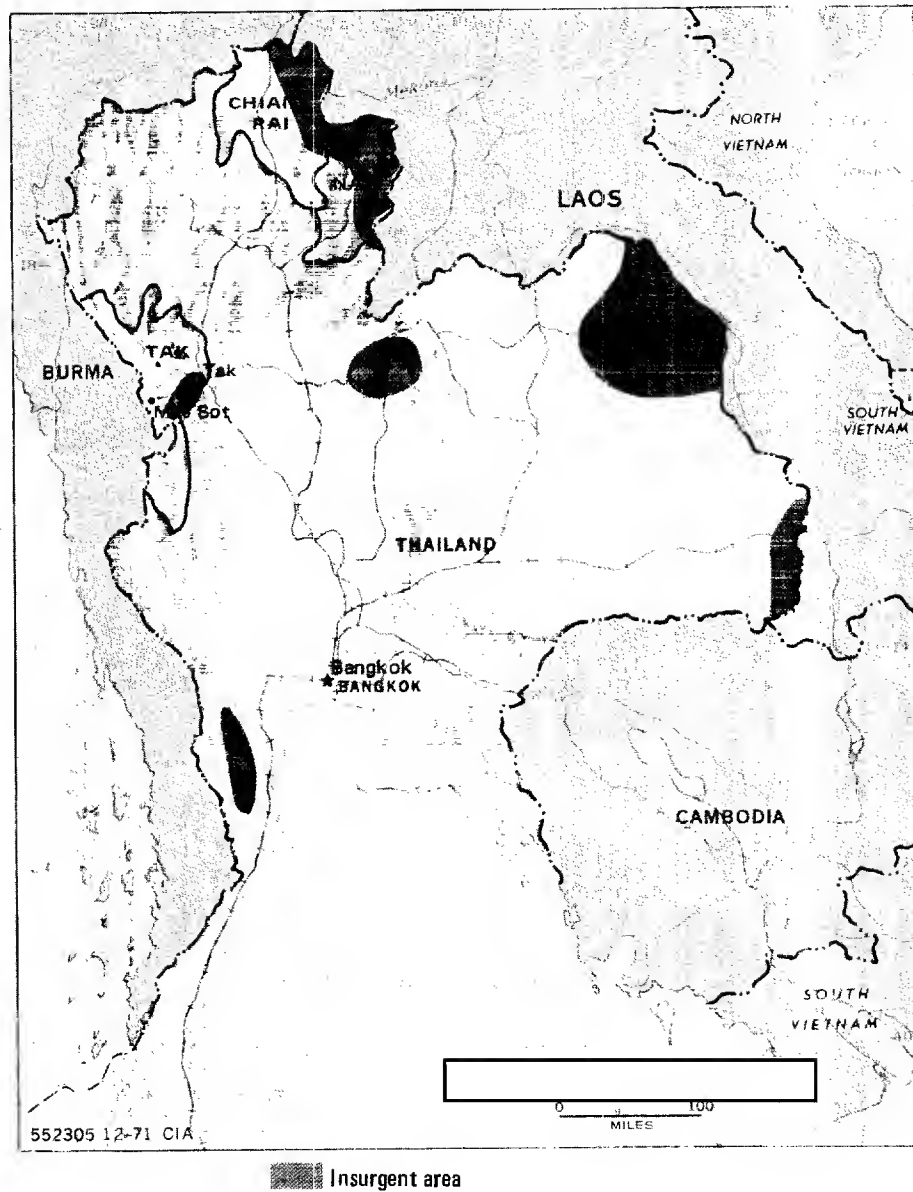 CHIANG
RAI
NORTH
VIETNAM
LAOS
BURMA
TAK
Tak
Mae Sot
SOUTH
VIETNAM
THAILAND
Bangkok
BANGKOK
CAMBODIA
SOUTH
VIETNAM
0 100
MILES
552305 12-71 CIA
Insurgent area